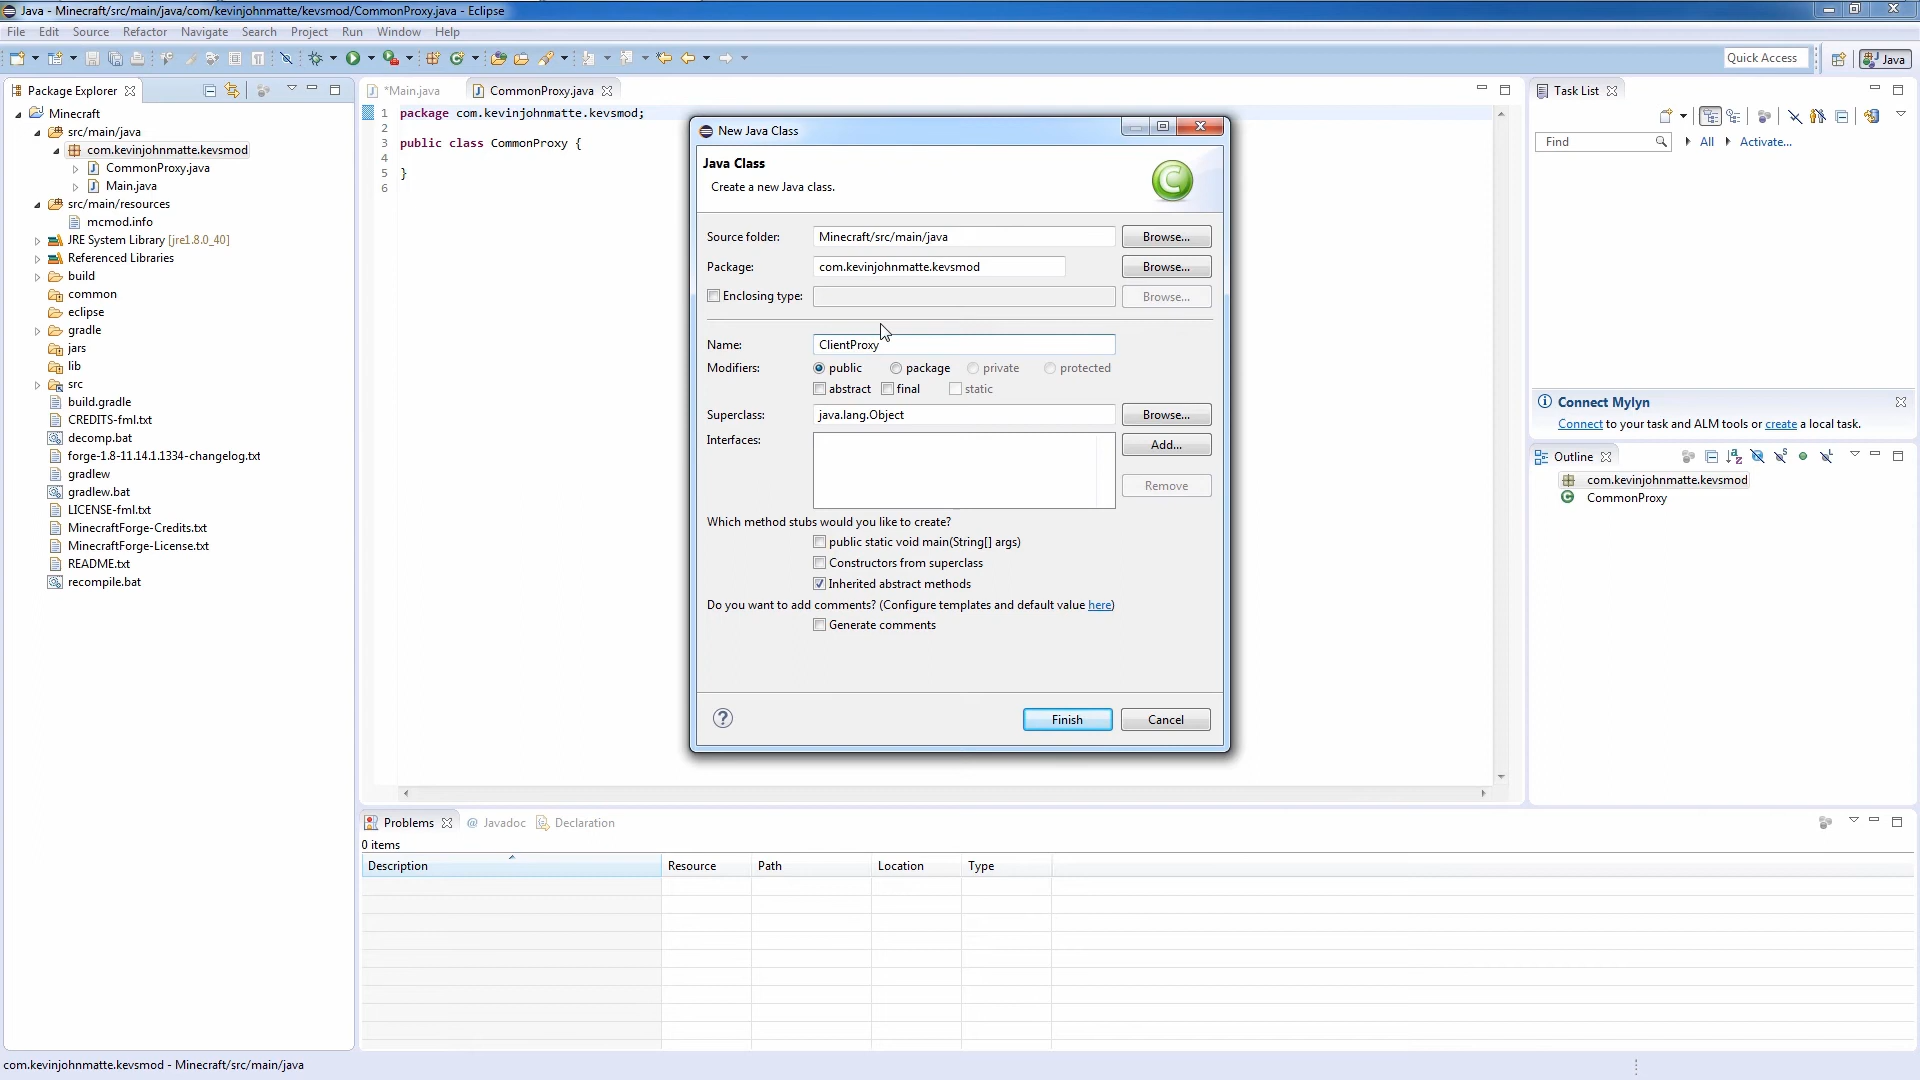 Java - Minecraft/src/main/java/com/kevinjohnmatte/kevsmod/CommonProxy.java - Eclipse
File Edit Source Refactor Navigate Search Project Run Window Help
Quick Access
Java
Package Explorer
Minecraft
src/main/java
com.kevinjohnmatte.kevsmod
CommonProxy.java
Main.java
src/main/resources
mcmod.info
JRE System Library [jre1.8.0_40]
Referenced Libraries
build
common
eclipse
gradle
jars
lib
src
build.gradle
CREDITS-fml.txt
decomp.bat
forge-1.8-11.14.1.1334-changelog.txt
gradlew
gradlew.bat
LICENSE-fml.txt
MinecraftForge-Credits.txt
MinecraftForge-License.txt
README.txt
recompile.bat
*Main.java CommonProxy.java
1 package com.kevinjohnmatte.kevsmod;
2
3 public class CommonProxy {
4
5 }
6
New Java Class
Java Class
Create a new Java class.
Source folder: Minecraft/src/main/java Browse...
Package: com.kevinjohnmatte.kevsmod Browse...
Enclosing type: Browse...
Name: ClientProxy
Modifiers: public package private protected
abstract final static
Superclass: java.lang.Object Browse...
Interfaces: Add...
Remove
Which method stubs would you like to create?
public static void main(String[] args)
Constructors from superclass
Inherited abstract methods
Do you want to add comments? (Configure templates and default value here)
Generate comments
Finish Cancel
Task List
Find All Activate...
Connect Mylyn
Connect to your task and ALM tools or create a local task.
Outline
com.kevinjohnmatte.kevsmod
CommonProxy
Problems @ Javadoc Declaration
0 items
Description Resource Path Location Type
com.kevinjohnmatte.kevsmod - Minecraft/src/main/java